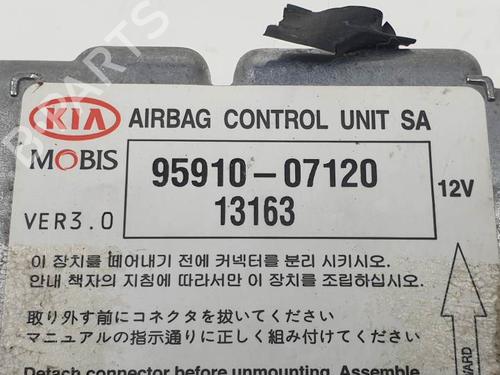 KIA AIRBAG CONTROL UNIT SA
MOBIS
95910-07120
12V
VER3.0
13163
이 장치를 떼어내기 전에 커넥터를 분리 시키시오.
안내 책자의 지침에 따라서만 이 장치를 조립하십시오.
取り外す前にコネクタを抜いてください。
マニュアルの指示通りに正しく組み付けてください
Detach connector before unmounting. Assemble